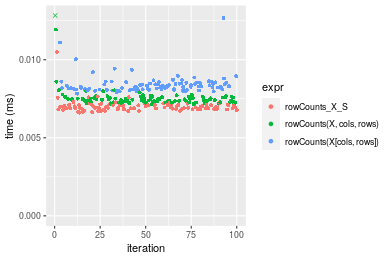 0.010
0.005
0.000
time (ms)
0
25
50
75
100
iteration
expr
rowCounts_X_S
rowCounts(X, cols, rows)
rowCounts(X[cols, rows])